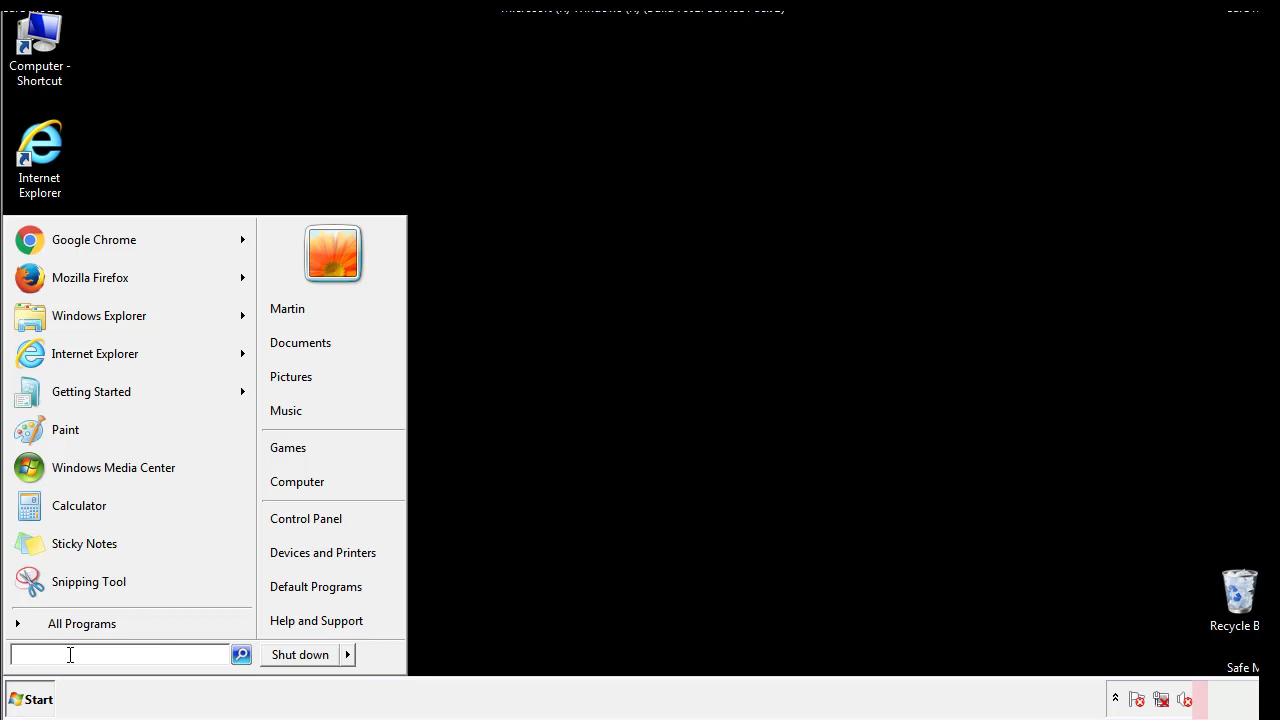 Computer -
Shortcut
Internet
Explorer
Google Chrome
Mozilla Firefox
Windows Explorer
Internet Explorer
Getting Started
Paint
Windows Media Center
Calculator
Sticky Notes
Snipping Tool
All Programs
Martin
Documents
Pictures
Music
Games
Computer
Control Panel
Devices and Printers
Default Programs
Help and Support
Shut down
Recycle B
Safe M
Start